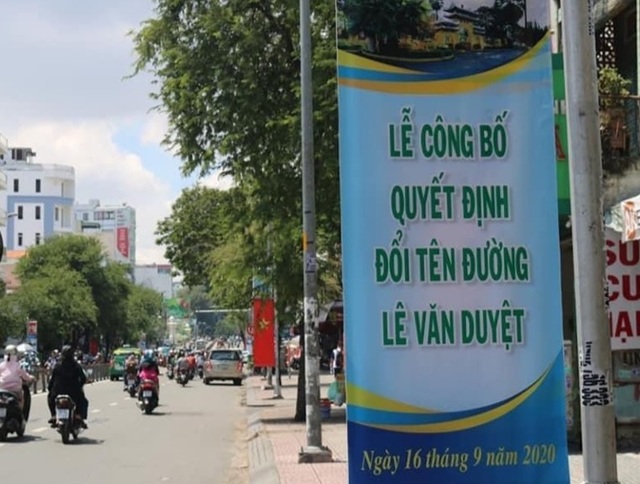 LỄ CÔNG BỐ
QUYẾT ĐỊNH
ĐỔI TÊN ĐƯỜNG
LÊ VĂN DUYỆT
Ngày 16 tháng 9 năm 2020